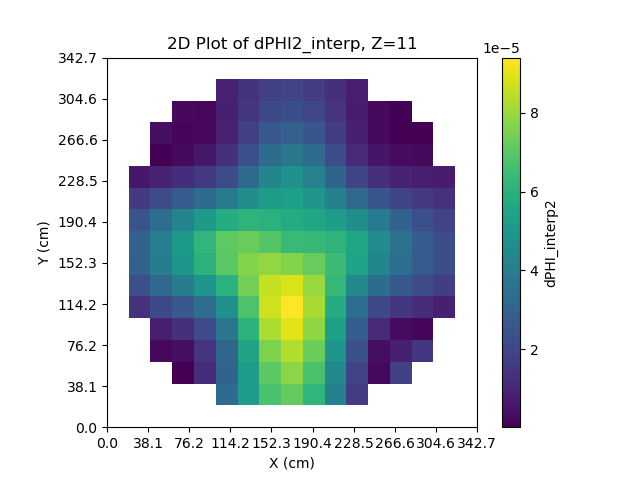 2D Plot of dPHI2_interp, Z=11
1e−5
342.7
304.6
266.6
228.5
190.4
152.3
114.2
76.2
38.1
0.0
Y (cm)
0.0 38.1 76.2 114.2 152.3 190.4 228.5 266.6 304.6 342.7
X (cm)
8
6
4
2
dPHI_interp2